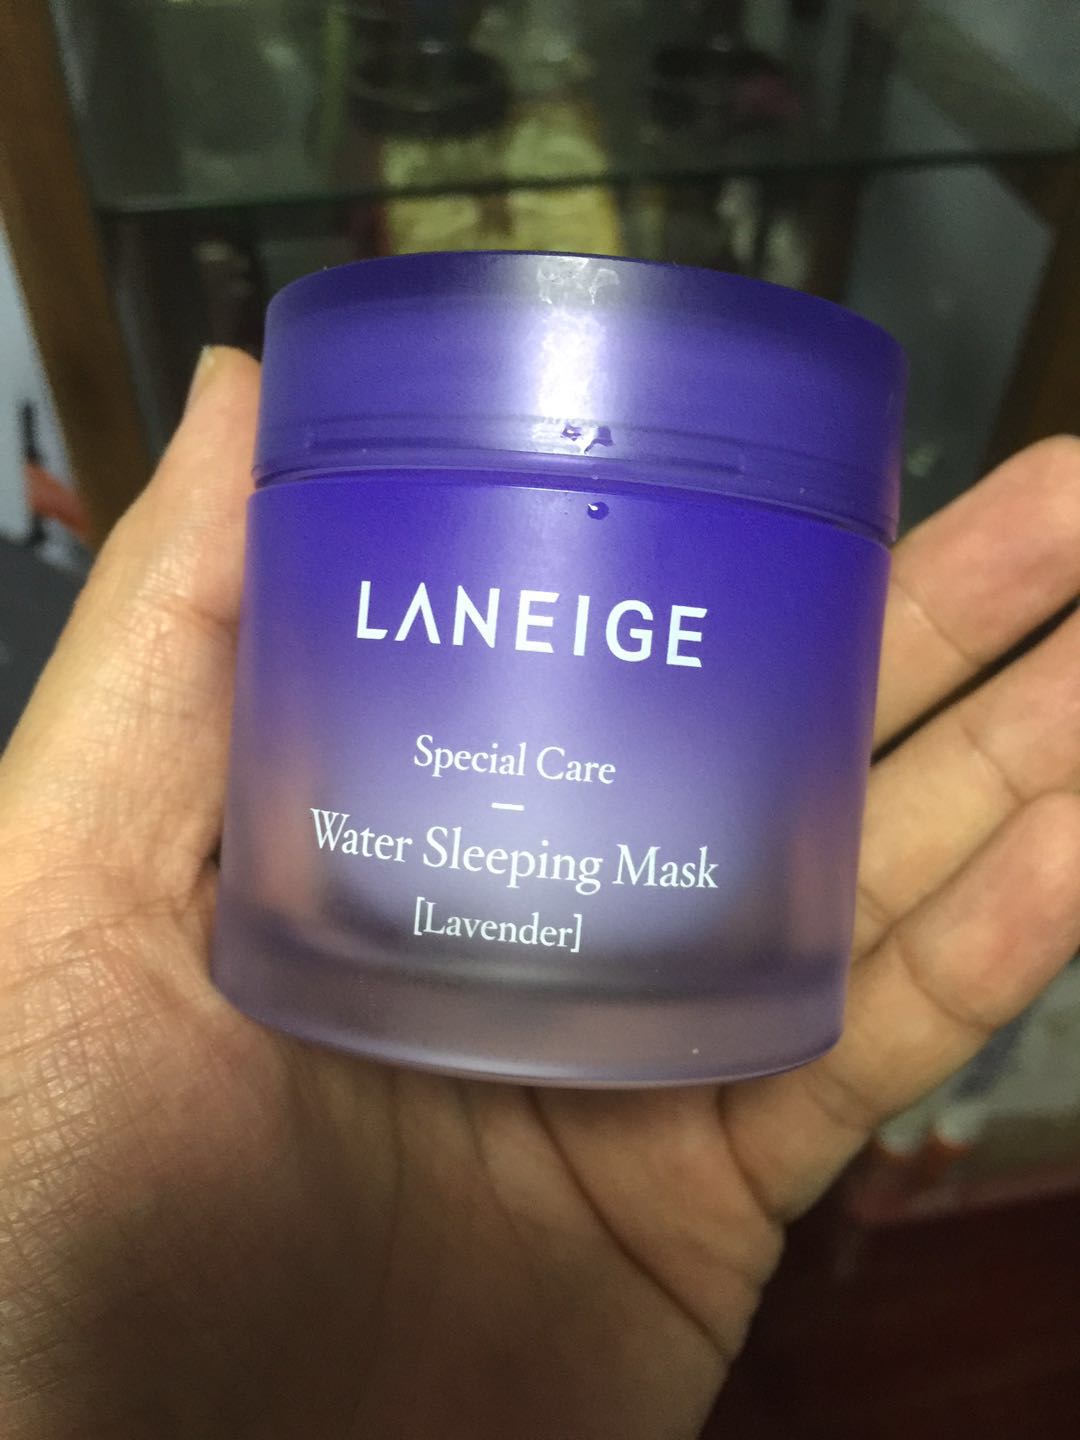 LANEIGE
Special Care
Water Sleeping Mask
[Lavender]